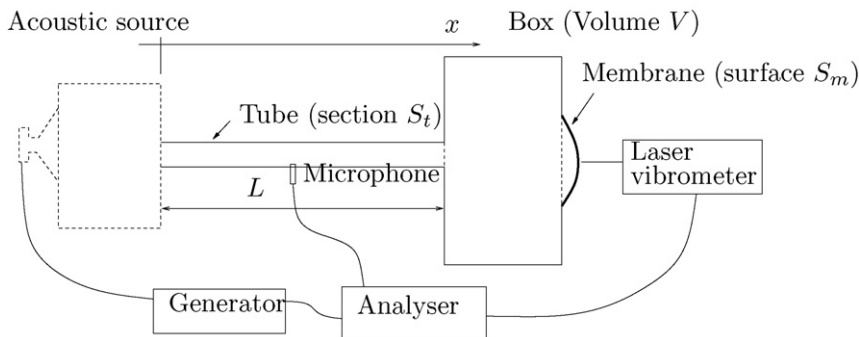 Acoustic source
x
Box (Volume V)
Membrane (surface S_m)
Tube (section S_t)
Microphone
Laser
vibrometer
L
Generator
Analyser